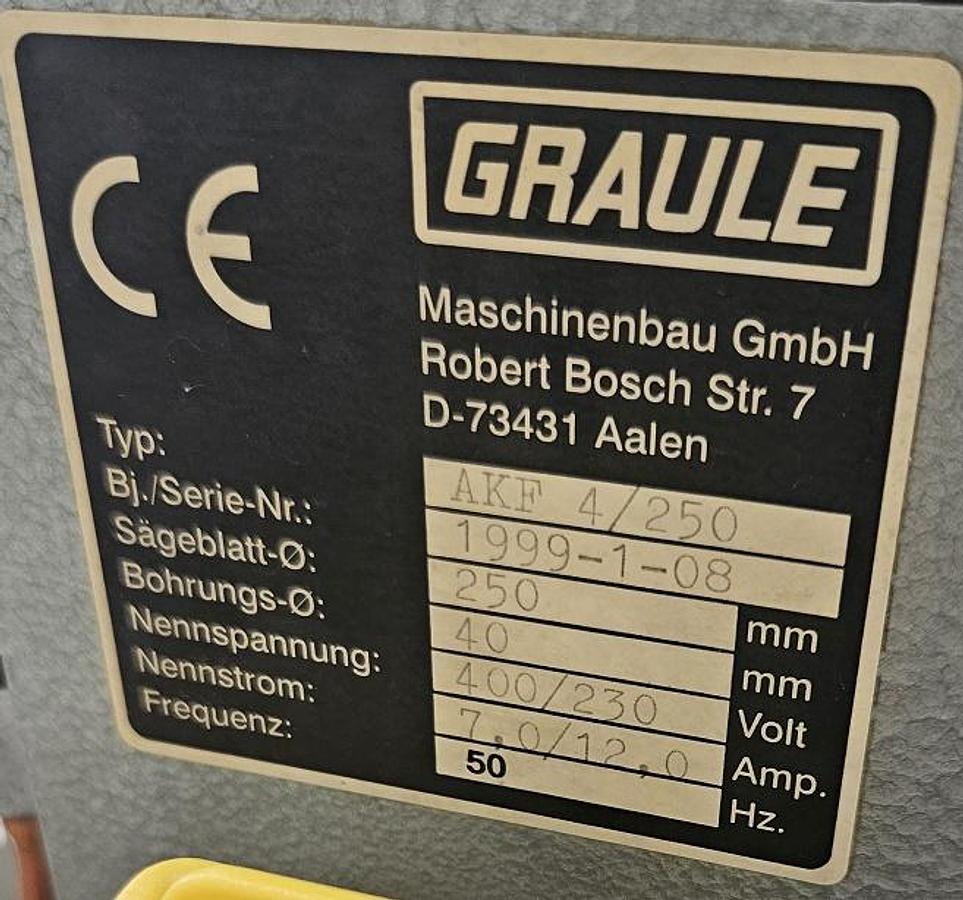 CE
GRAULE
Maschinenbau GmbH
Robert Bosch Str. 7
D-73431 Aalen
Typ: AKF 4/250
Bj./Serie-Nr.: 1999-1-08
Sägeblatt-Ø: 250 mm
Bohrungs-Ø: 40 mm
Nennspannung: 400/230 Volt
Nennstrom: 7.0/12.0 Amp.
Frequenz: 50 Hz.